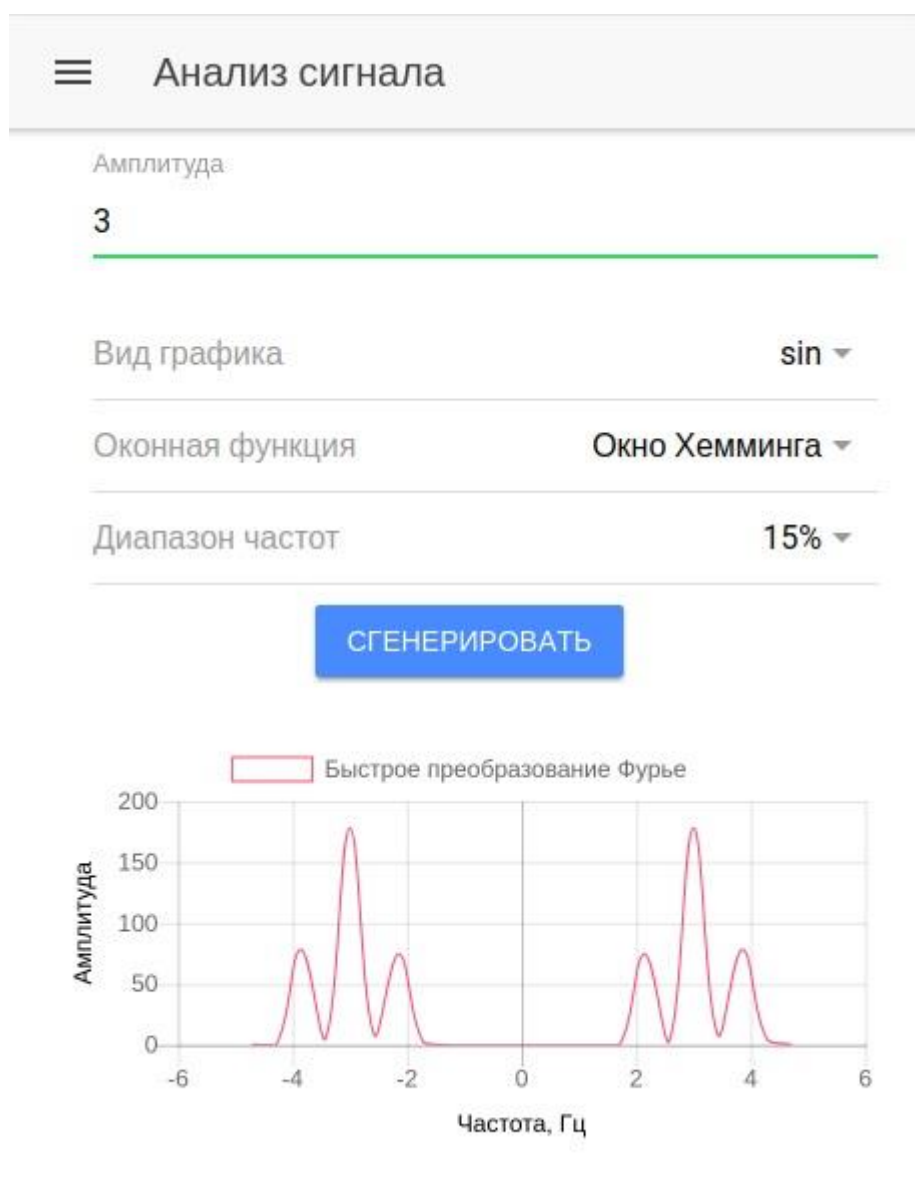 Анализ сигнала
Амплитуда
3
Вид графика sin
Оконная функция Окно Хемминга
Диапазон частот 15%
СГЕНЕРИРОВАТЬ
Быстрое преобразование Фурье
200
150
100
50
0
Амплитуда
-6 -4 -2 0 2 4 6
Частота, Гц